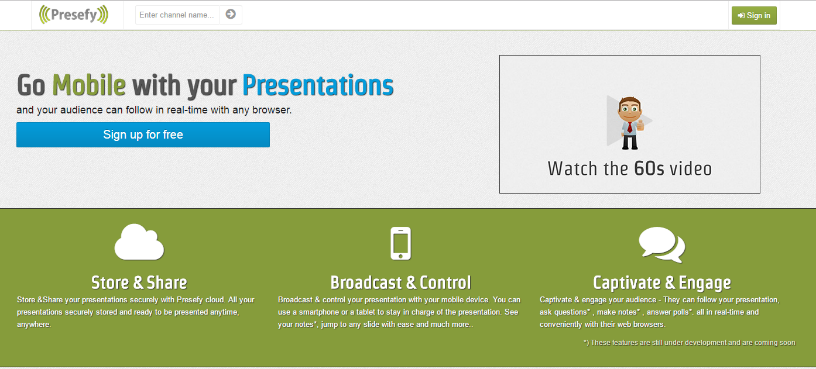 Presefy
Enter channel name...
Sign in
Go Mobile with your Presentations
and your audience can follow in real-time with any browser.
Sign up for free
Watch the 60s video
Store & Share
Store &Share your presentations securely with Presefy cloud. All your
presentations securely stored and ready to be presented anytime,
anywhere.
Broadcast & Control
Broadcast & control your presentation with your mobile device. You can
use a smartphone or a tablet to stay in charge of the presentation. See
your notes*, jump to any slide with ease and much more..
Captivate & Engage
Captivate & engage your audience - They can follow your presentation,
ask questions* , make notes* , answer polls*. all in real-time and
conveniently with their web browsers.
*) These features are still under development and are coming soon